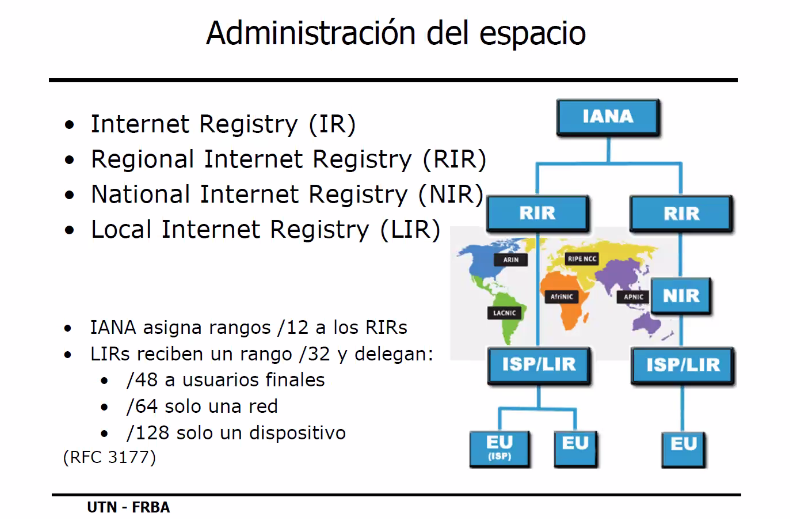 Administración del espacio
• Internet Registry (IR)
• Regional Internet Registry (RIR)
• National Internet Registry (NIR)
• Local Internet Registry (LIR)
• IANA asigna rangos /12 a los RIRs
• LIRs reciben un rango /32 y delegan:
• /48 a usuarios finales
• /64 solo una red
• /128 solo un dispositivo
(RFC 3177)
IANA
RIR
RIR
ARIN
RIPE NCC
LACNIC
AfriNIC
APNIC
NIR
ISP/LIR
ISP/LIR
EU
(ISP)
EU
EU
UTN - FRBA